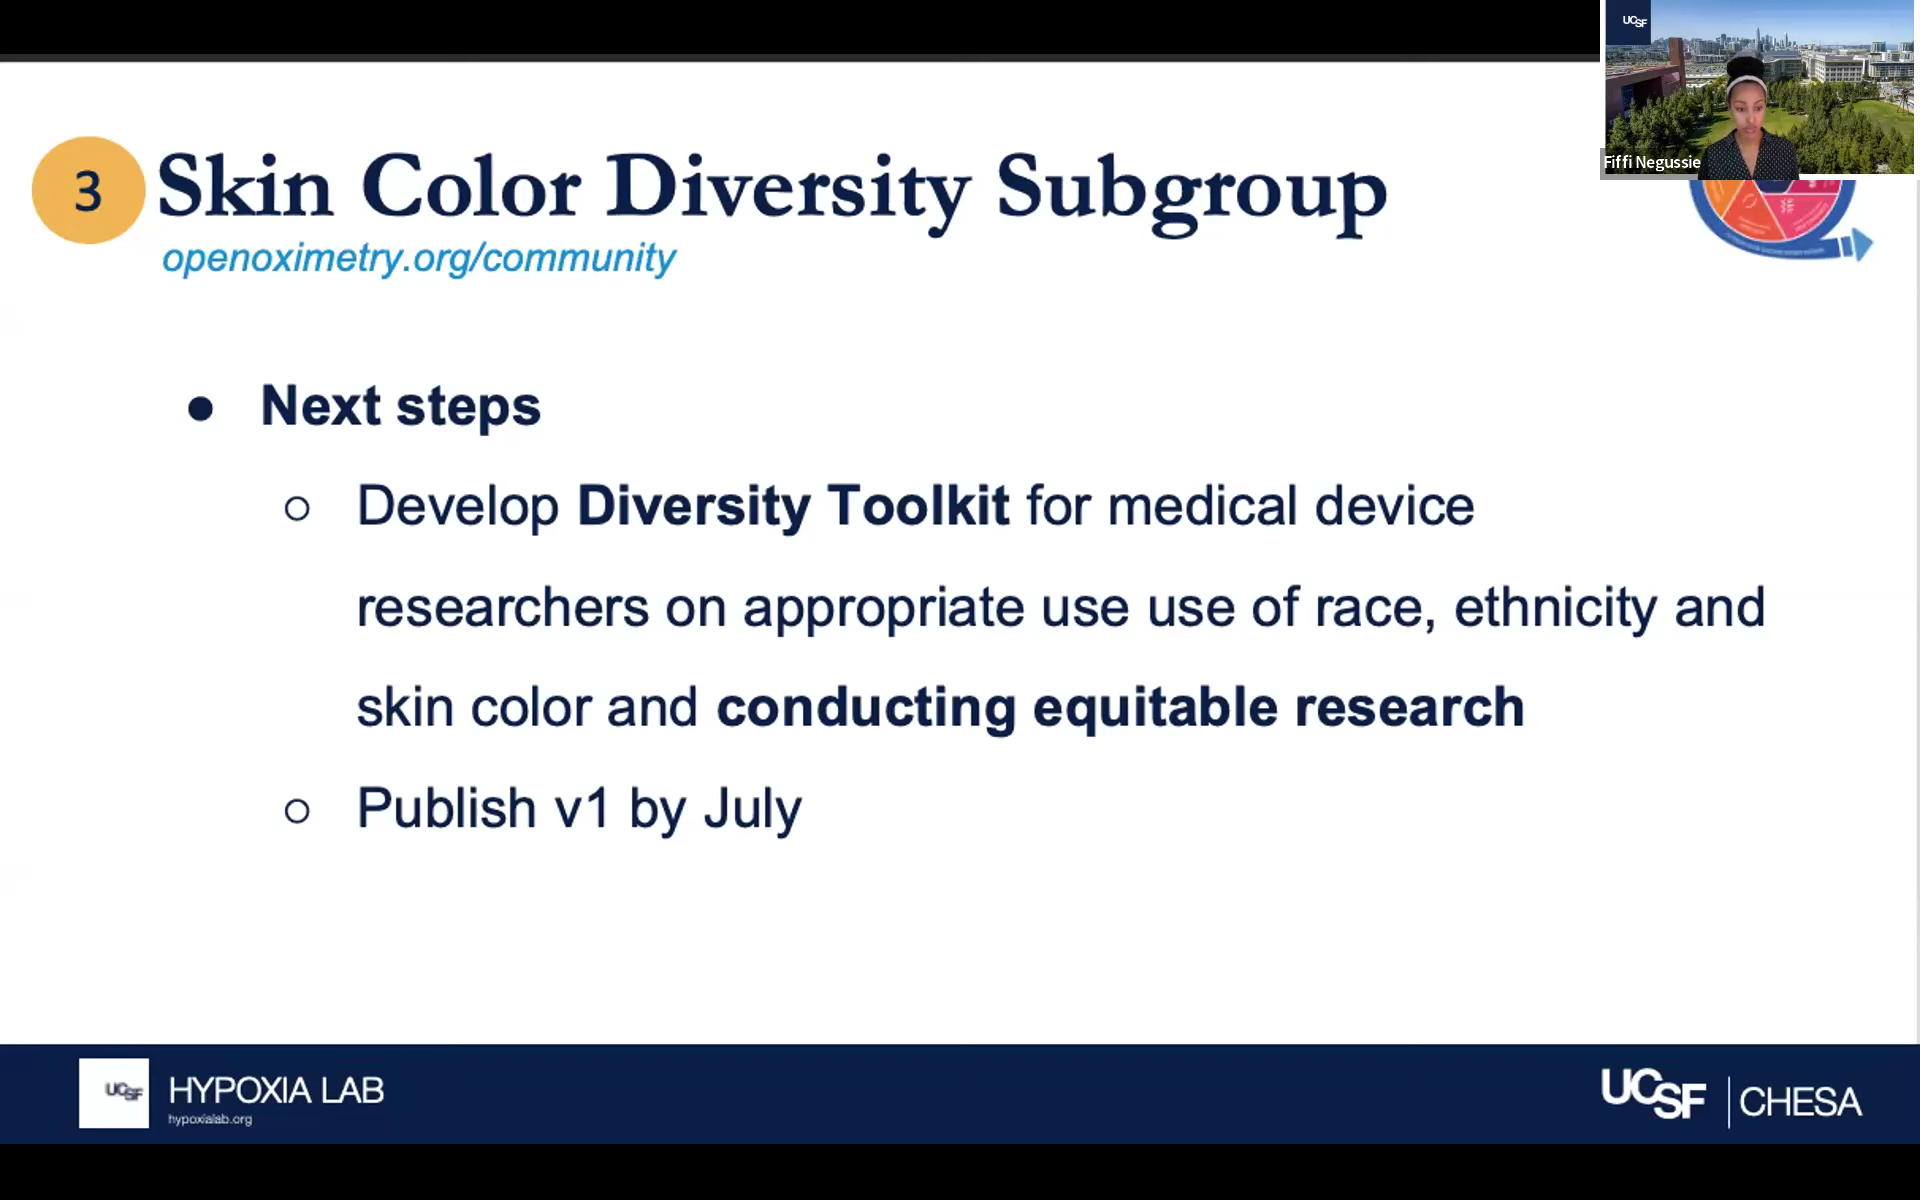 UCSF
Fiffi Negussie
3
Skin Color Diversity Subgroup
openoximetry.org/community
● Next steps
○ Develop Diversity Toolkit for medical device
researchers on appropriate use use of race, ethnicity and
skin color and conducting equitable research
○ Publish v1 by July
UCSF
HYPOXIA LAB
hypoxialab.org
UCSF | CHESA